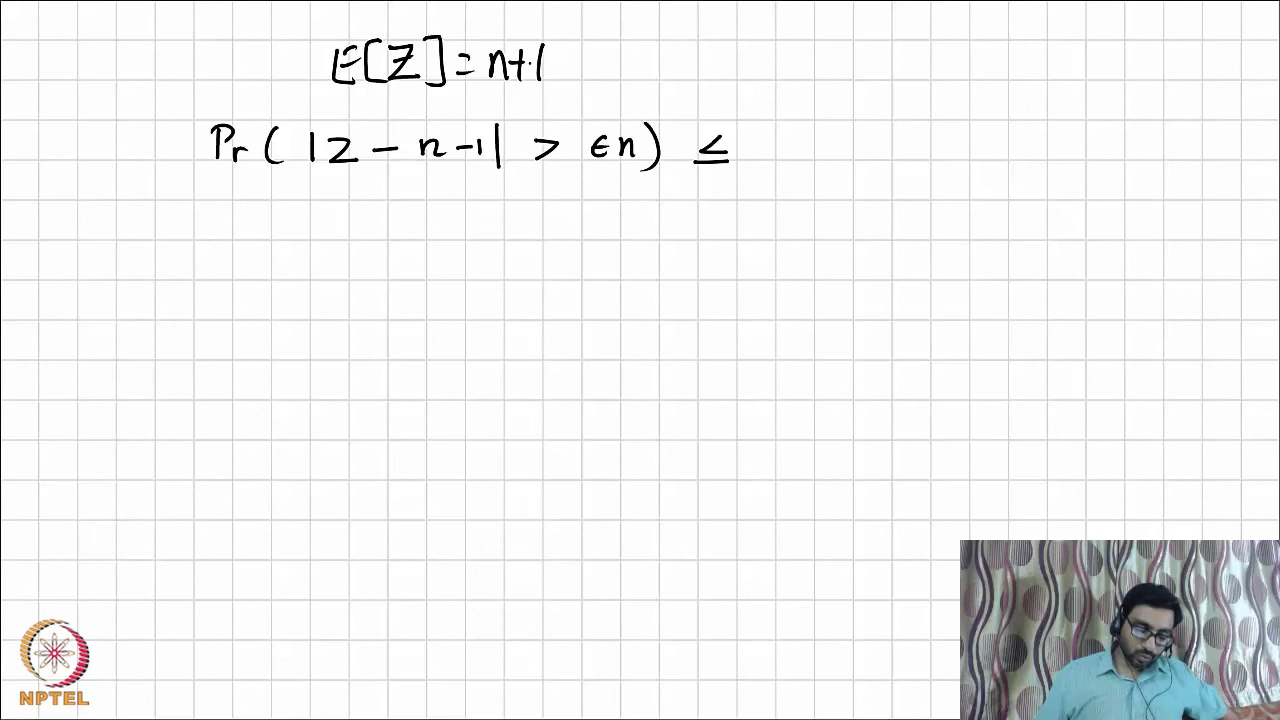 E[Z] = n+1
Pr( |Z - n - 1| > ϵn) ≤
NPTEL